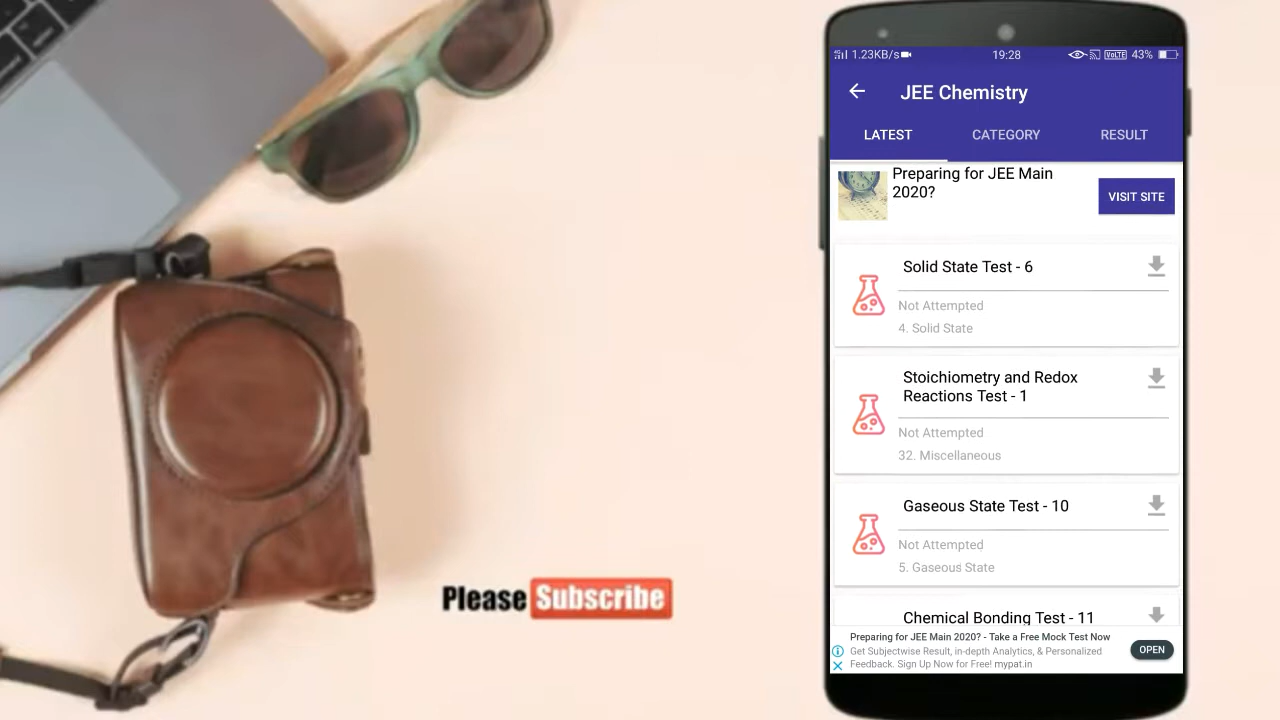 1.23KB/s
19:28
VoLTE 43%
JEE Chemistry
LATEST CATEGORY RESULT
Preparing for JEE Main
2020?
VISIT SITE
Solid State Test - 6
Not Attempted
4. Solid State
Stoichiometry and Redox
Reactions Test - 1
Not Attempted
32. Miscellaneous
Gaseous State Test - 10
Not Attempted
5. Gaseous State
Chemical Bonding Test - 11
Preparing for JEE Main 2020? - Take a Free Mock Test Now
Get Subjectwise Result, in-depth Analytics, & Personalized
Feedback. Sign Up Now for Free! mypat.in
OPEN
Please Subscribe